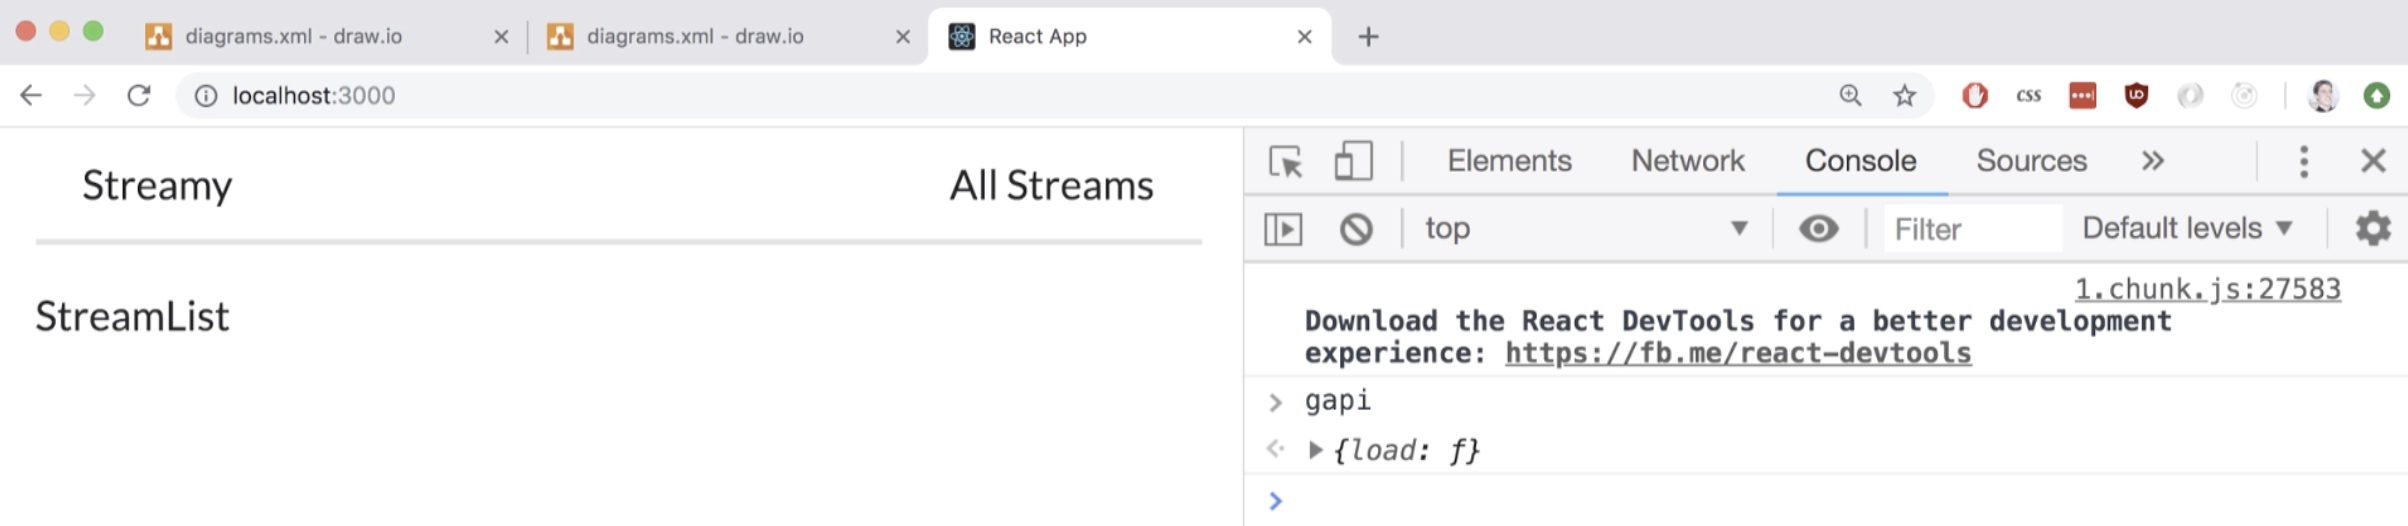 diagrams.xml - draw.io
diagrams.xml - draw.io
React App
localhost:3000
css
Streamy
All Streams
StreamList
Elements
Network
Console
Sources
top
Filter
Default levels
1.chunk.js:27583
Download the React DevTools for a better development
experience: https://fb.me/react-devtools
gapi
{load: f}